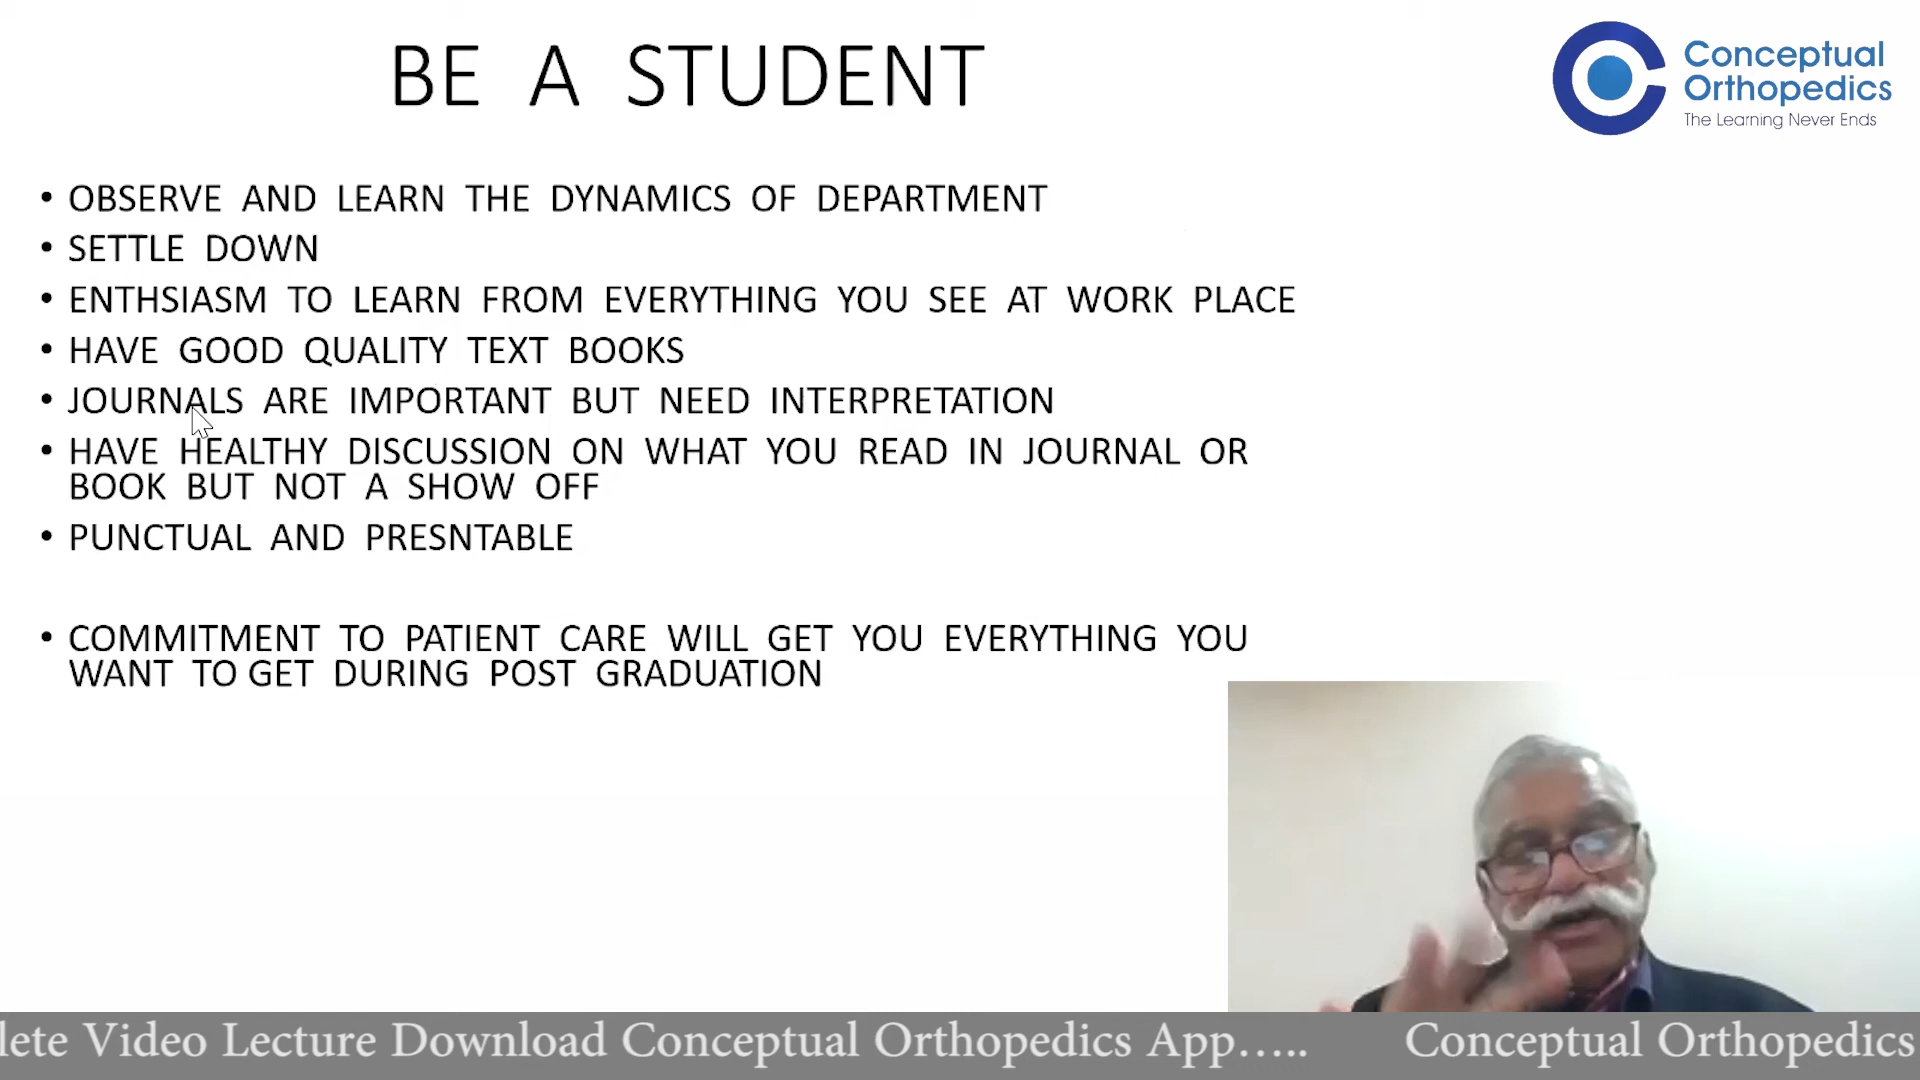 BE A STUDENT
Conceptual
Orthopedics
The Learning Never Ends
• OBSERVE AND LEARN THE DYNAMICS OF DEPARTMENT
• SETTLE DOWN
• ENTHSIASM TO LEARN FROM EVERYTHING YOU SEE AT WORK PLACE
• HAVE GOOD QUALITY TEXT BOOKS
• JOURNALS ARE IMPORTANT BUT NEED INTERPRETATION
• HAVE HEALTHY DISCUSSION ON WHAT YOU READ IN JOURNAL OR
BOOK BUT NOT A SHOW OFF
• PUNCTUAL AND PRESNTABLE
• COMMITMENT TO PATIENT CARE WILL GET YOU EVERYTHING YOU
WANT TO GET DURING POST GRADUATION
lete Video Lecture Download Conceptual Orthopedics App….. Conceptual Orthopedics